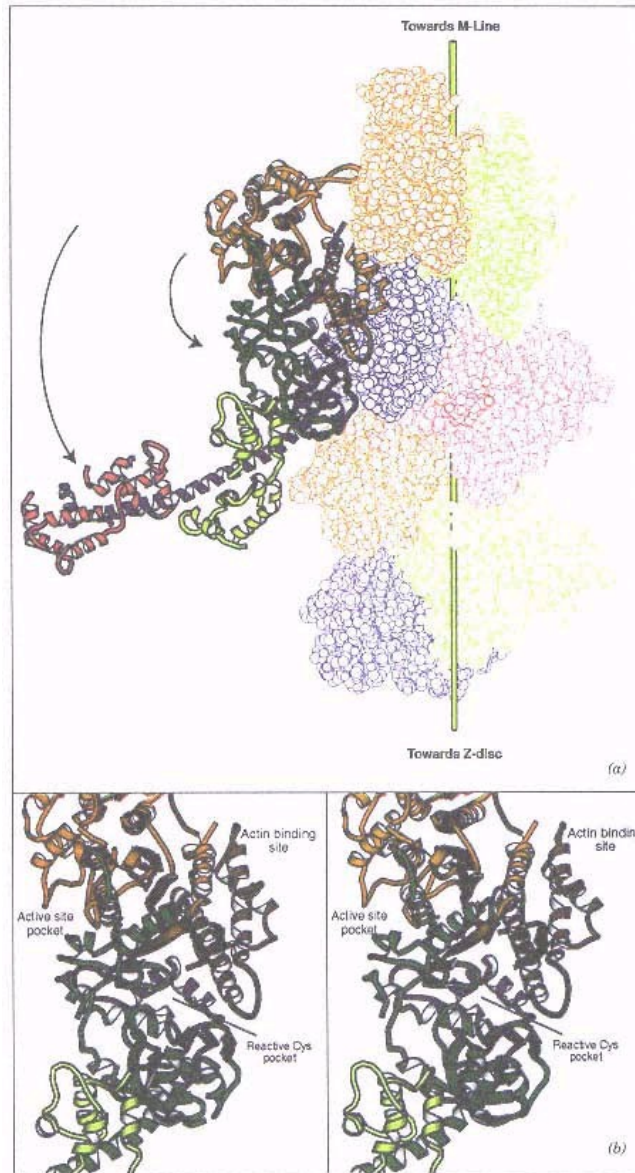 Towards M-Line
Towards Z-disc
(a)
Actin binding
site
Active site
pocket
Reactive Cys
pocket
Actin binding
site
Active site
pocket
Reactive Cys
pocket
(b)